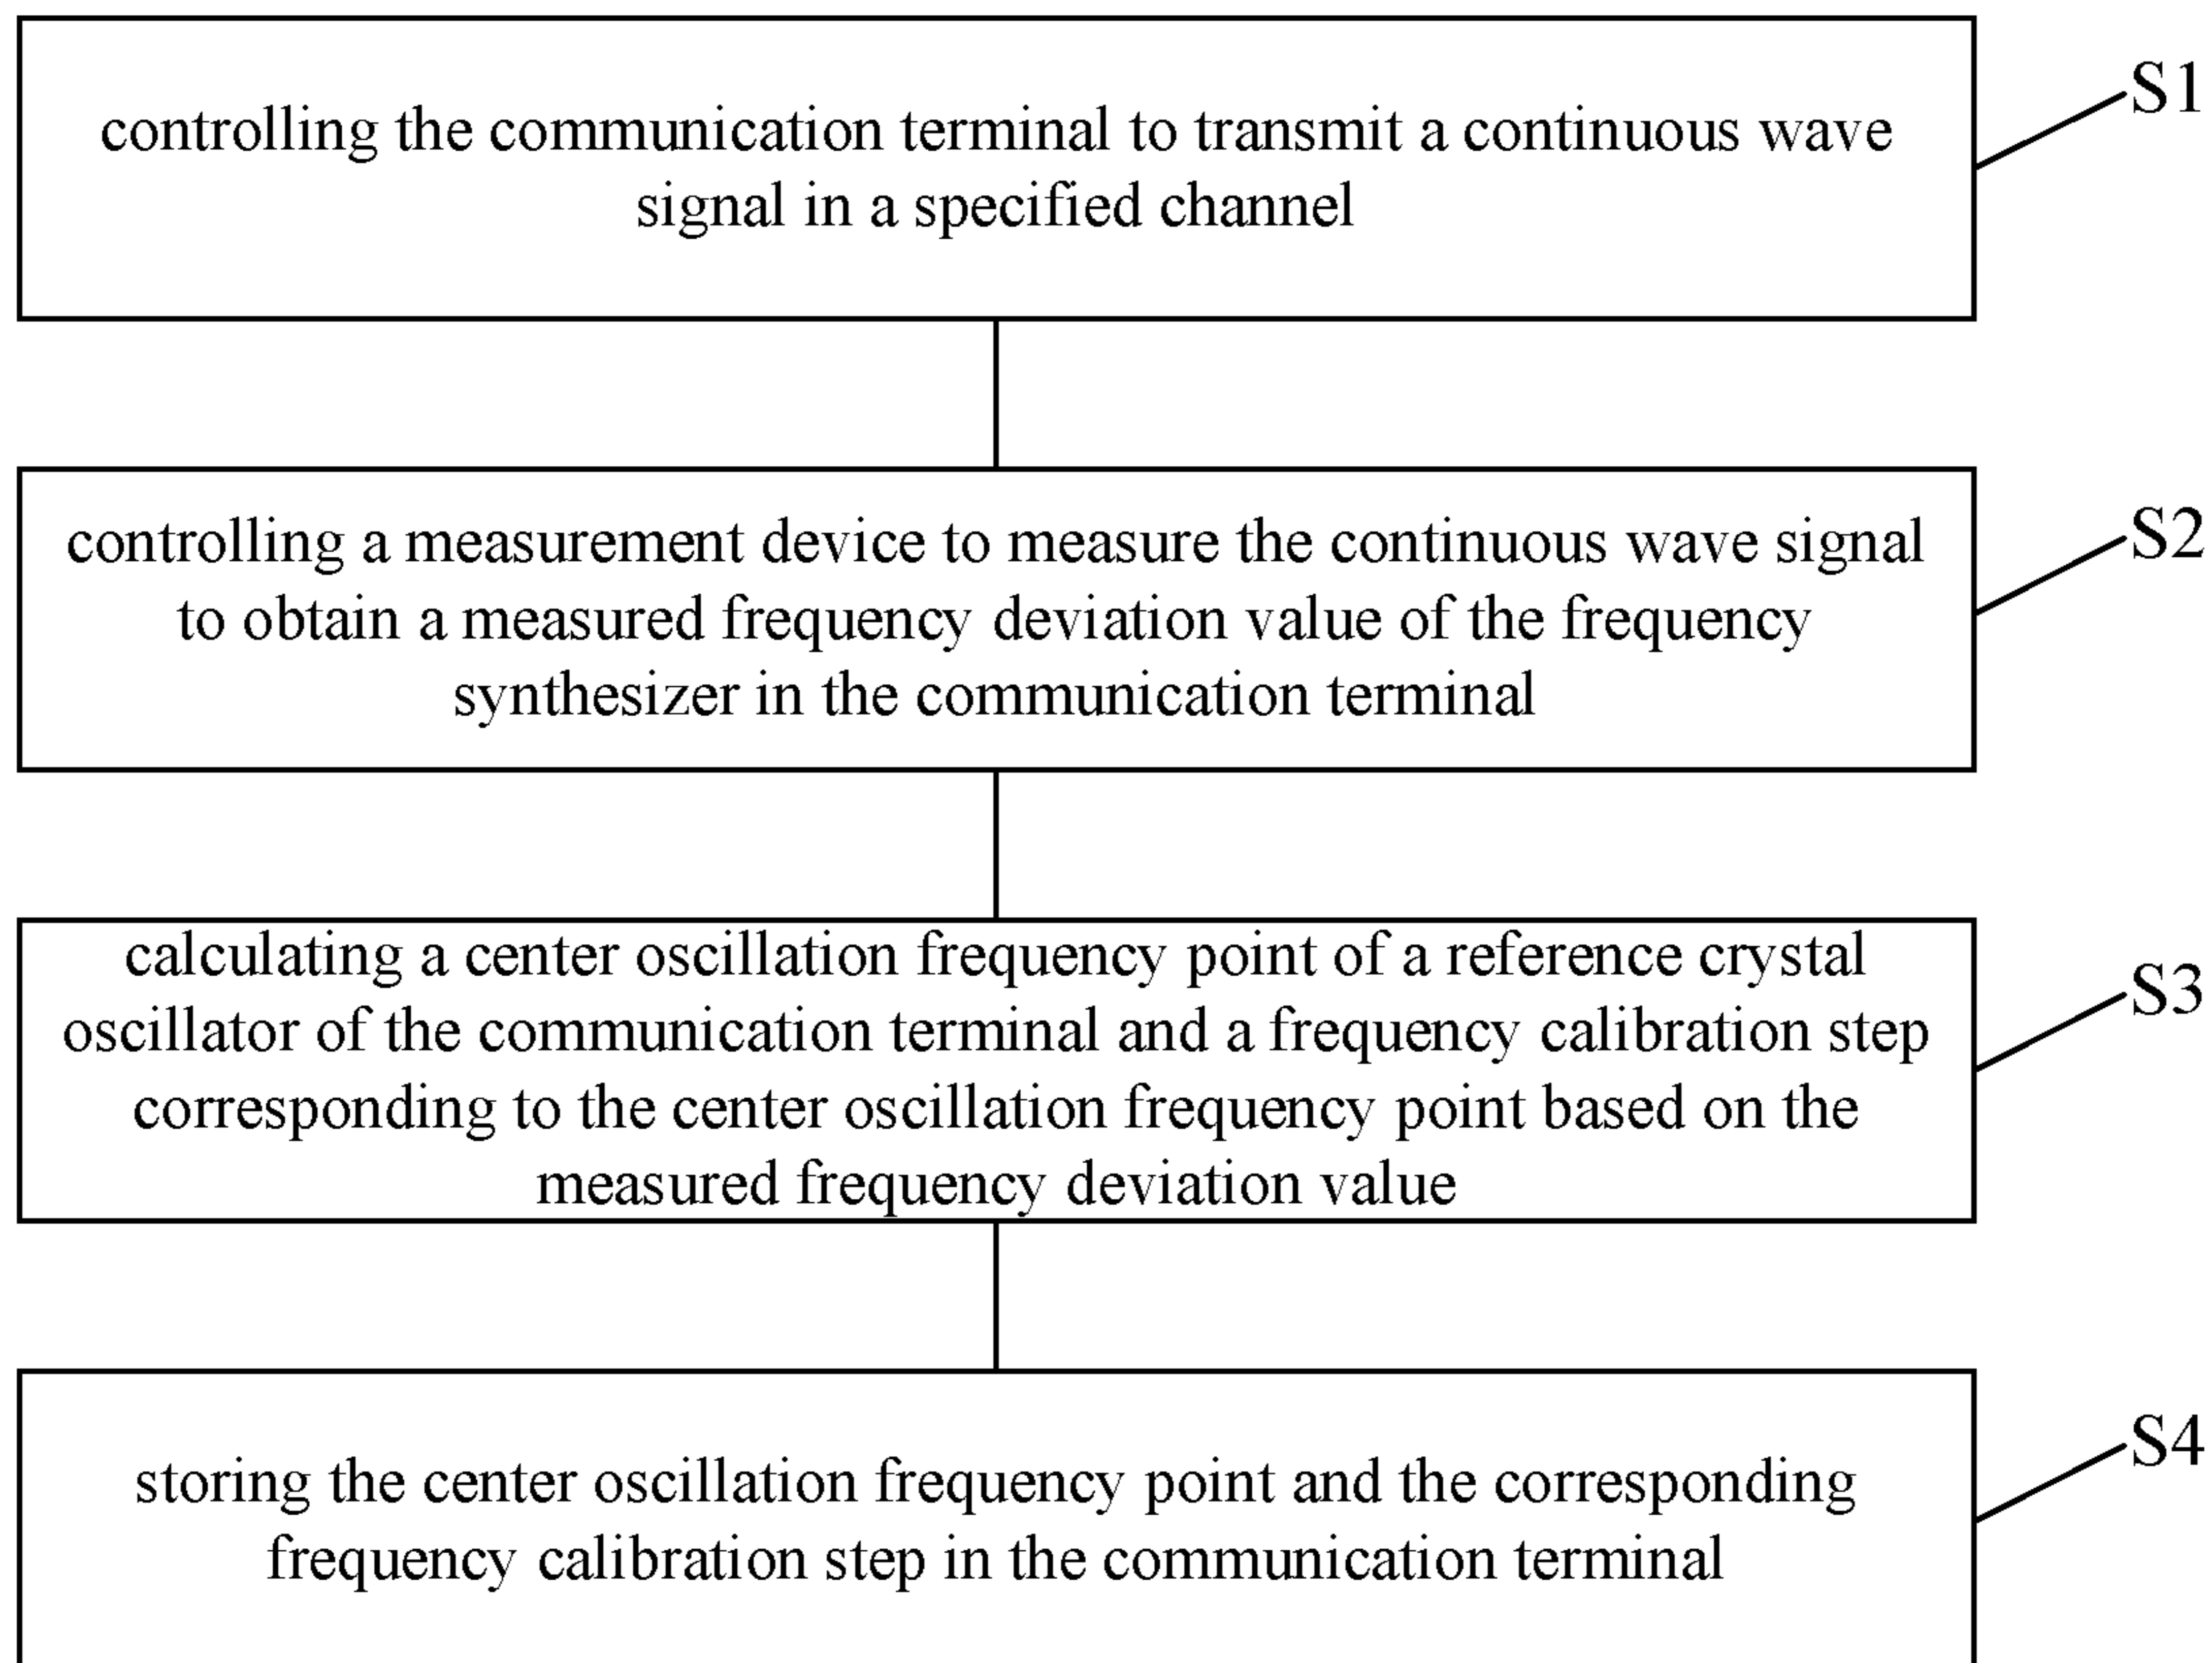 controlling the communication terminal to transmit a continuous wave
signal in a specified channel
S1
controlling a measurement device to measure the continuous wave signal
to obtain a measured frequency deviation value of the frequency
synthesizer in the communication terminal
S2
calculating a center oscillation frequency point of a reference crystal
oscillator of the communication terminal and a frequency calibration step
corresponding to the center oscillation frequency point based on the
measured frequency deviation value
S3
storing the center oscillation frequency point and the corresponding
frequency calibration step in the communication terminal
S4